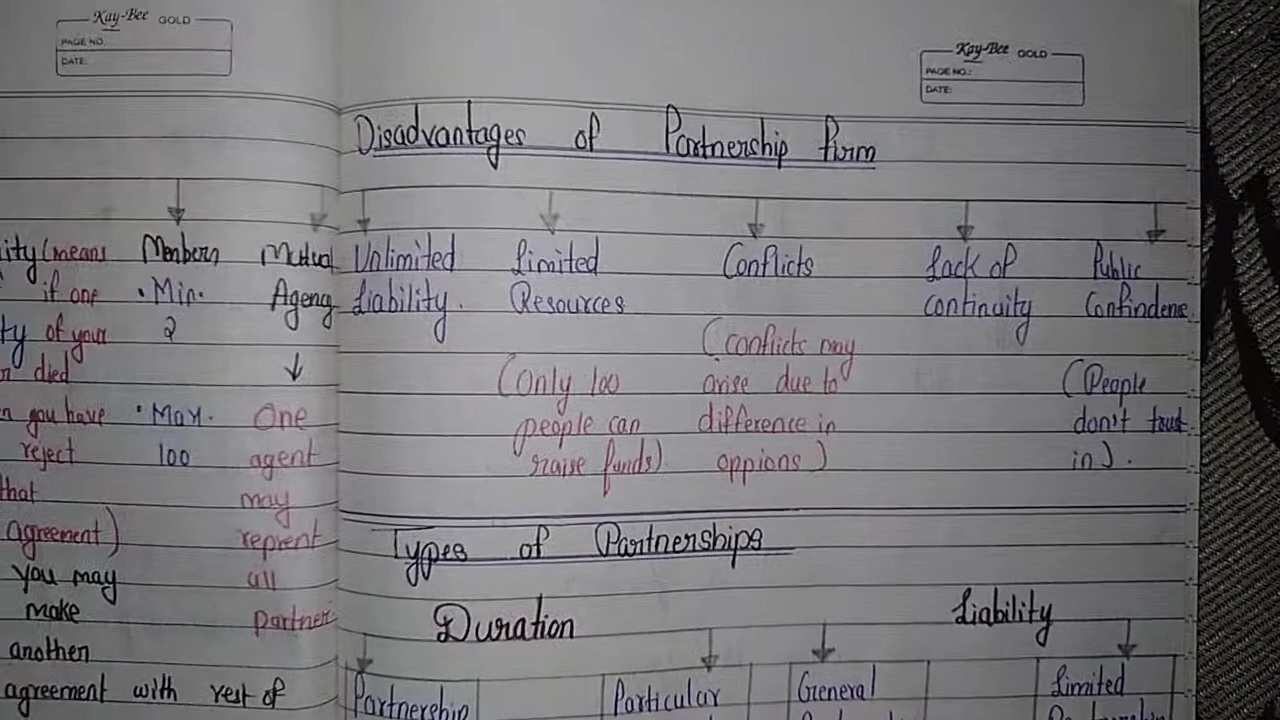 Kay-Bee GOLD
PAGE NO.
DATE:
ity (means
if one
ty of your
died
you have
reject
that
agreement)
you may
make
another
agreement with rest of
Members
• Min.
2
• Max.
100
Mutual
Agency
One
agent
may
reprent
all
partner
Kay-Bee GOLD
PAGE NO.:
DATE:
Disadvantages of Partnership firm
Unlimited
Liability.
Limited
Resources
(Only 100
people can
raise funds)
Conflicts
(conflicts may
arise due to
difference in
oppions)
Lack of
continuity
Public
Confindene
(People
don't trust
in).
Types of Partnerships
Duration
Liability
Partnership
Particular
General
Limited